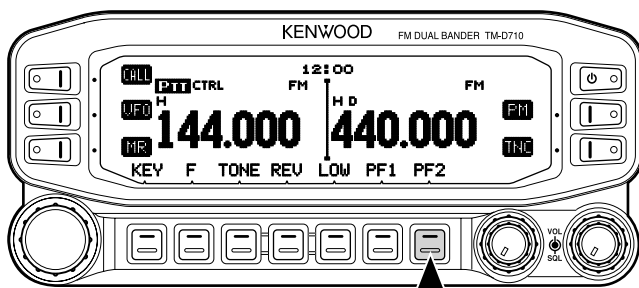 KENWOOD FM DUAL BANDER TM-D710
12:00
CALL PTT CTRL FM FM
H H D
VFO 144.000 440.000 PM
MR TNC
KEY F TONE REV LOW PF1 PF2
VOL
SQL